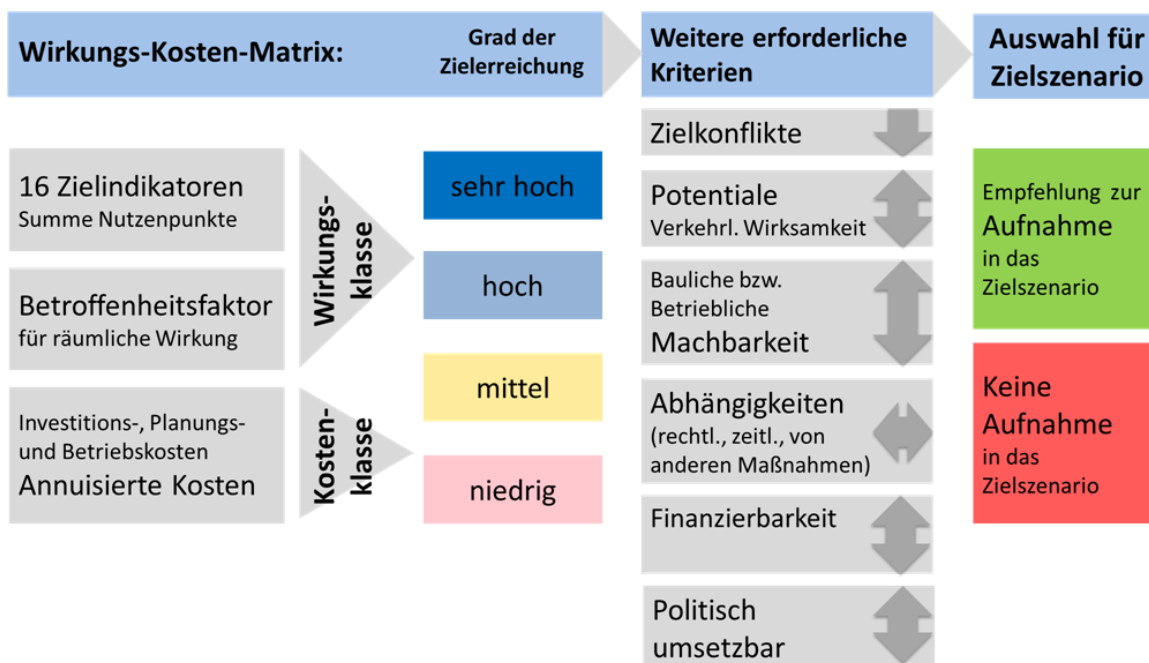 Wirkungs-Kosten-Matrix:
Grad der
Zielerreichung
Weitere erforderliche
Kriterien
Auswahl für
Zielszenario
16 Zielindikatoren
Summe Nutzenpunkte
Betroffenheitsfaktor
für räumliche Wirkung
Investitions-, Planungs-
und Betriebskosten
Annuisierte Kosten
Wirkungs-
klasse
Kosten-
klasse
sehr hoch
hoch
mittel
niedrig
Zielkonflikte
Potentiale
Verkehrl. Wirksamkeit
Bauliche bzw.
Betriebliche
Machbarkeit
Abhängigkeiten
(rechtl., zeitl., von
anderen Maßnahmen)
Finanzierbarkeit
Politisch
umsetzbar
Empfehlung zur
Aufnahme
in das
Zielszenario
Keine
Aufnahme
in das
Zielszenario